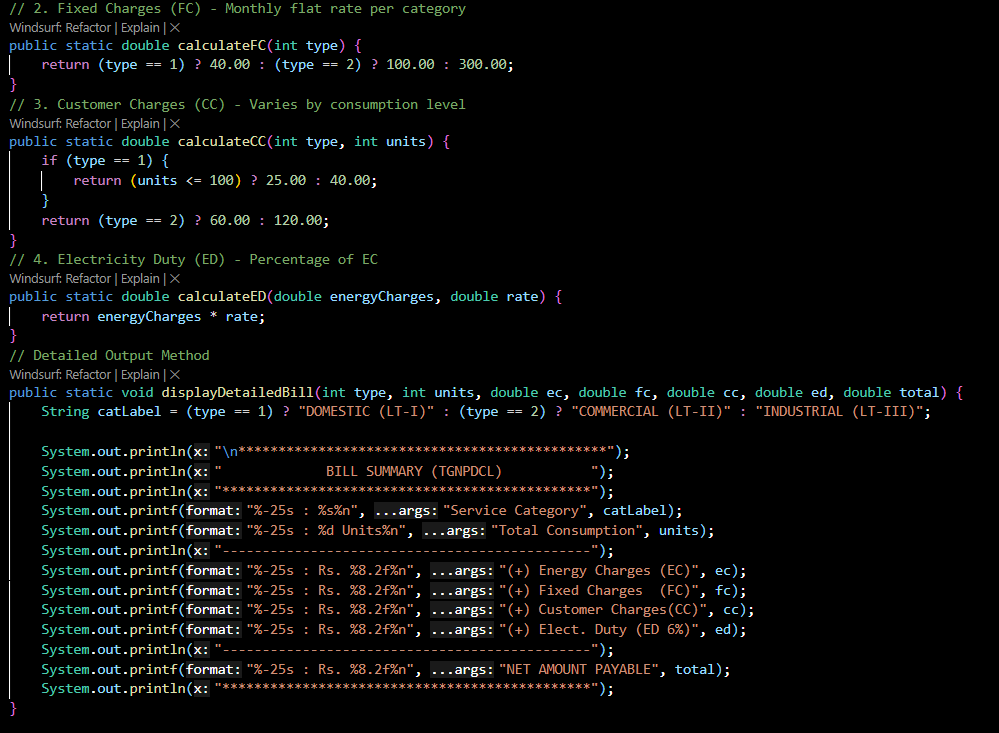 // 2. Fixed Charges (FC) - Monthly flat rate per category
Windsurf: Refactor | Explain | ✕
public static double calculateFC(int type) {
    return (type == 1) ? 40.00 : (type == 2) ? 100.00 : 300.00;
}
// 3. Customer Charges (CC) - Varies by consumption level
Windsurf: Refactor | Explain | ✕
public static double calculateCC(int type, int units) {
    if (type == 1) {
        return (units <= 100) ? 25.00 : 40.00;
    }
    return (type == 2) ? 60.00 : 120.00;
}
// 4. Electricity Duty (ED) - Percentage of EC
Windsurf: Refactor | Explain | ✕
public static double calculateED(double energyCharges, double rate) {
    return energyCharges * rate;
}
// Detailed Output Method
Windsurf: Refactor | Explain | ✕
public static void displayDetailedBill(int type, int units, double ec, double fc, double cc, double ed, double total) {
    String catLabel = (type == 1) ? "DOMESTIC (LT-I)" : (type == 2) ? "COMMERCIAL (LT-II)" : "INDUSTRIAL (LT-III)";
    System.out.println(x: "\n**********************************************");
    System.out.println(x: "             BILL SUMMARY (TGNPDCL)           ");
    System.out.println(x: "**********************************************");
    System.out.printf(format: "%-25s : %s%n", ...args: "Service Category", catLabel);
    System.out.printf(format: "%-25s : %d Units%n", ...args: "Total Consumption", units);
    System.out.println(x: "----------------------------------------------");
    System.out.printf(format: "%-25s : Rs. %8.2f%n", ...args: "(+) Energy Charges (EC)", ec);
    System.out.printf(format: "%-25s : Rs. %8.2f%n", ...args: "(+) Fixed Charges  (FC)", fc);
    System.out.printf(format: "%-25s : Rs. %8.2f%n", ...args: "(+) Customer Charges(CC)", cc);
    System.out.printf(format: "%-25s : Rs. %8.2f%n", ...args: "(+) Elect. Duty (ED 6%)", ed);
    System.out.println(x: "----------------------------------------------");
    System.out.printf(format: "%-25s : Rs. %8.2f%n", ...args: "NET AMOUNT PAYABLE", total);
    System.out.println(x: "**********************************************");
}